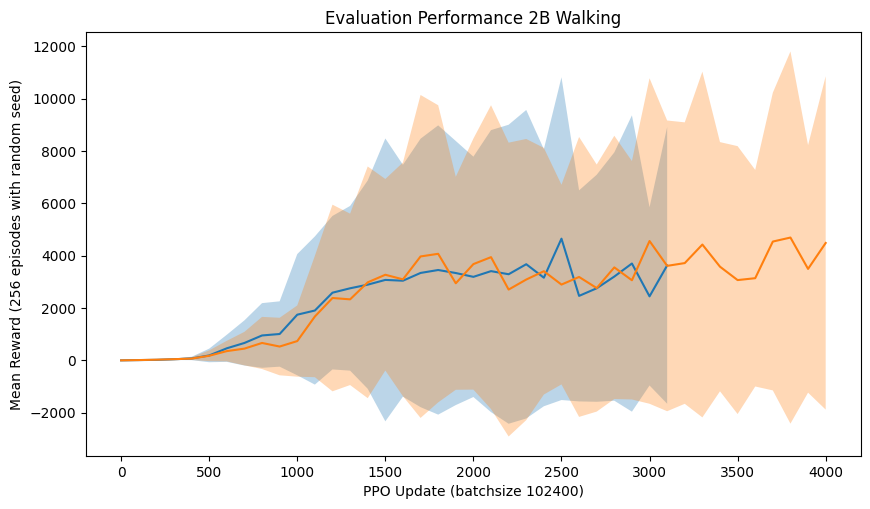 Evaluation Performance 2B Walking
Mean Reward (256 episodes with random seed)
12000
10000
8000
6000
4000
2000
0
−2000
0 500 1000 1500 2000 2500 3000 3500 4000
PPO Update (batchsize 102400)